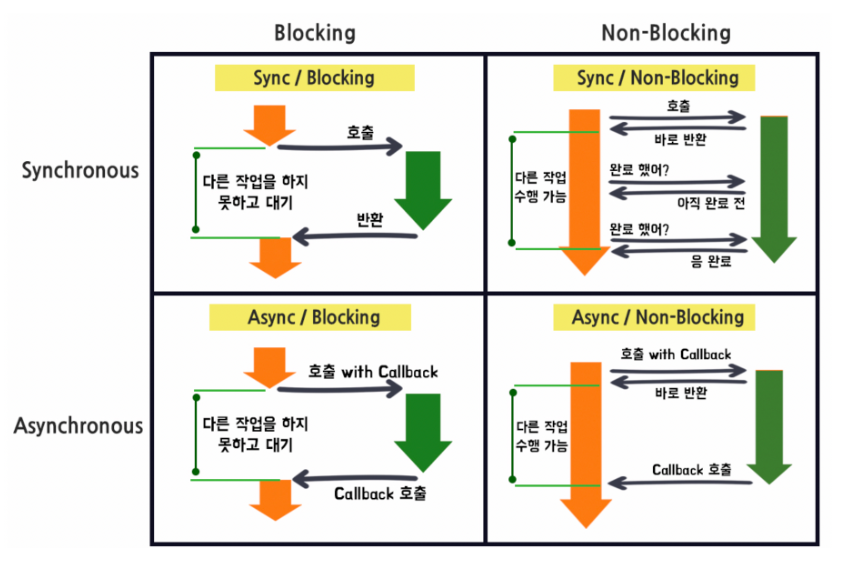 Blocking
Non-Blocking
Synchronous
Sync / Blocking
호출
다른 작업을 하지
못하고 대기
반환
Sync / Non-Blocking
호출
바로 반환
다른 작업
수행 가능
완료 했어?
아직 완료 전
완료 했어?
음 완료
Asynchronous
Async / Blocking
호출 with Callback
다른 작업을 하지
못하고 대기
Callback 호출
Async / Non-Blocking
호출 with Callback
바로 반환
다른 작업
수행 가능
Callback 호출